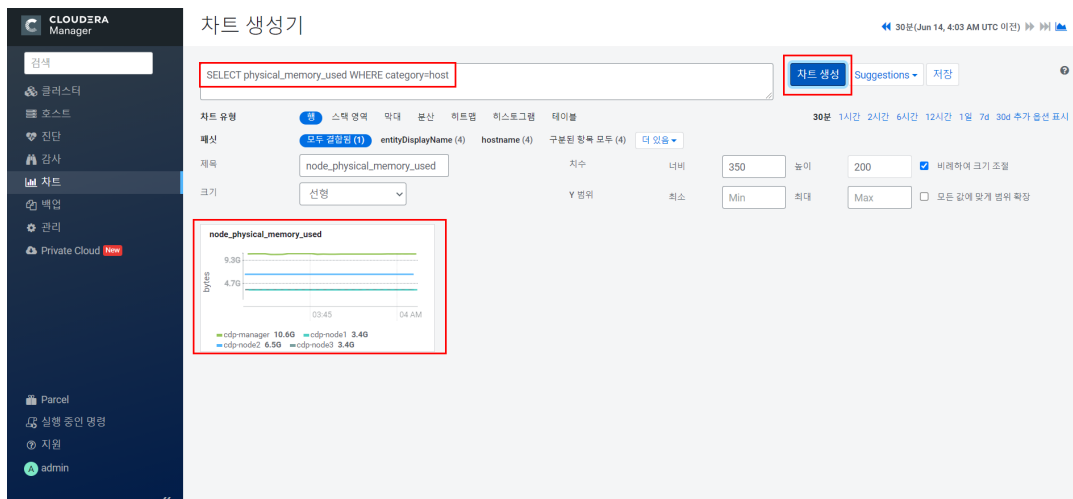 CLOUDERA
Manager
차트 생성기
30분(Jun 14, 4:03 AM UTC 이전)
검색
클러스터
호스트
진단
감사
차트
백업
관리
Private Cloud New
Parcel
실행 중인 명령
지원
A admin
SELECT physical_memory_used WHERE category=host
차트 생성
Suggestions
저장
차트 유형 행 스택 영역 막대 분산 히트맵 히스토그램 테이블
30분 1시간 2시간 6시간 12시간 1일 7d 30d 추가 옵션 표시
패싯 모두 결합됨 (1) entityDisplayName (4) hostname (4) 구분된 항목 모두 (4) 더 있음
제목 node_physical_memory_used 치수 너비 350 높이 200 비례하여 크기 조절
크기 선형 Y 범위 최소 Min 최대 Max 모든 값에 맞게 범위 확장
node_physical_memory_used
bytes
9.3G
4.7G
03:45 04 AM
cdp-manager 10.6G cdp-node1 3.4G
cdp-node2 6.5G cdp-node3 3.4G